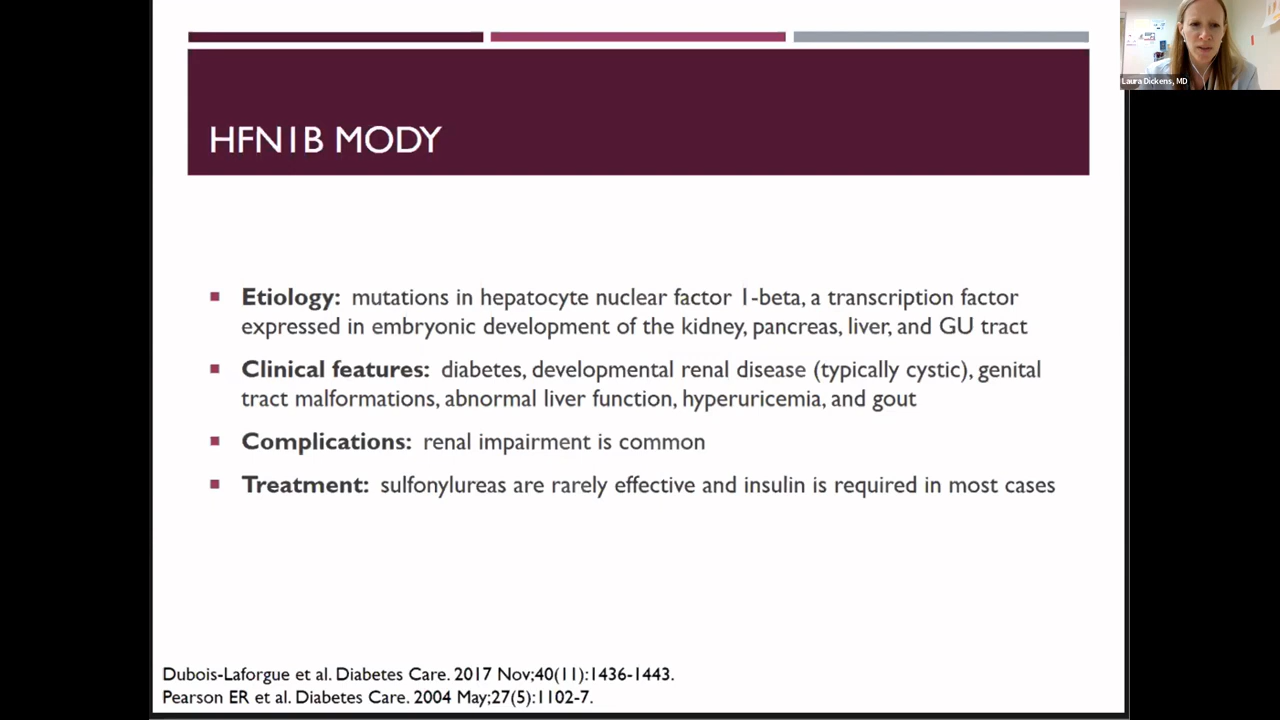 HFN1B MODY
Laura Dickens, MD
▪ Etiology: mutations in hepatocyte nuclear factor 1-beta, a transcription factor
expressed in embryonic development of the kidney, pancreas, liver, and GU tract
▪ Clinical features: diabetes, developmental renal disease (typically cystic), genital
tract malformations, abnormal liver function, hyperuricemia, and gout
▪ Complications: renal impairment is common
▪ Treatment: sulfonylureas are rarely effective and insulin is required in most cases
Dubois-Laforgue et al. Diabetes Care. 2017 Nov;40(11):1436-1443.
Pearson ER et al. Diabetes Care. 2004 May;27(5):1102-7.